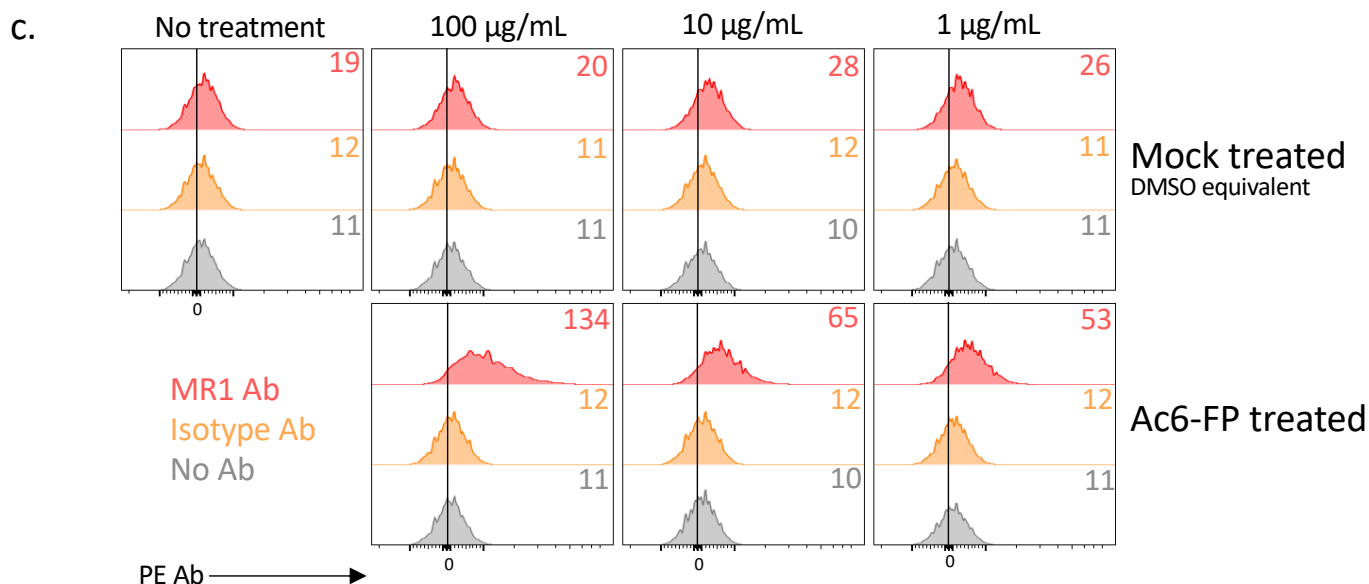 c.
No treatment 100 µg/mL 10 µg/mL 1 µg/mL
19 20 28 26
12 11 12 11
11 11 10 11
Mock treated
DMSO equivalent
0
134 65 53
12 12 12
11 10 11
MR1 Ab
Isotype Ab
No Ab
Ac6-FP treated
0 0 0
PE Ab